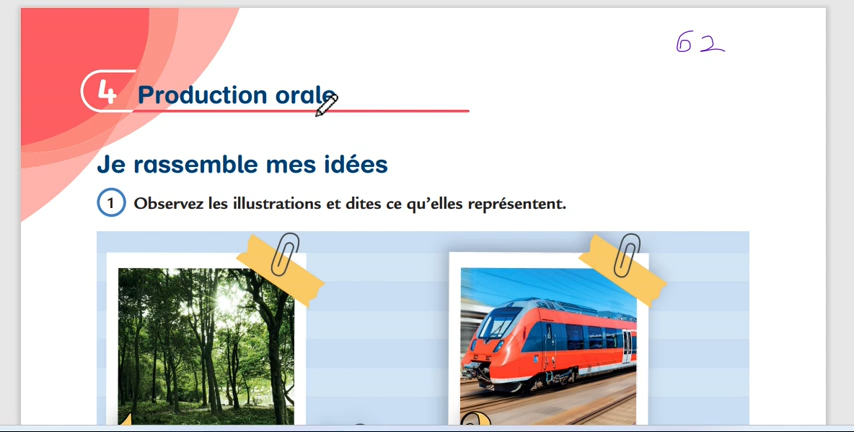 62
4 Production orale
Je rassemble mes idées
1 Observez les illustrations et dites ce qu'elles représentent.